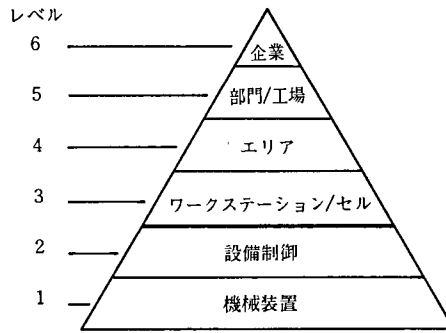 レベル
6 企業
5 部門/工場
4 エリア
3 ワークステーション/セル
2 設備制御
1 機械装置